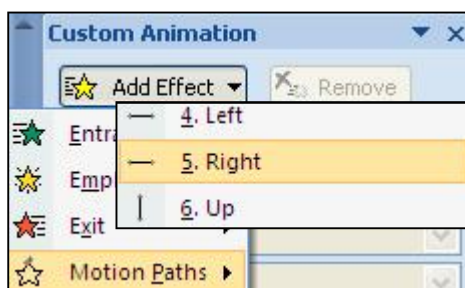 Custom Animation
Add Effect Remove
4. Left
5. Right
6. Up
Exit
Motion Paths